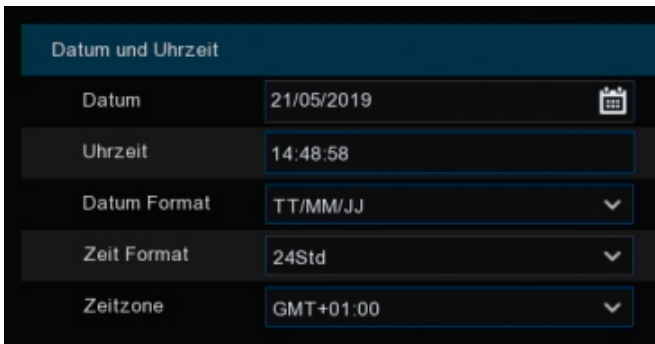 Datum und Uhrzeit
Datum 21/05/2019
Uhrzeit 14:48:58
Datum Format TT/MM/JJ
Zeit Format 24Std
Zeitzone GMT+01:00